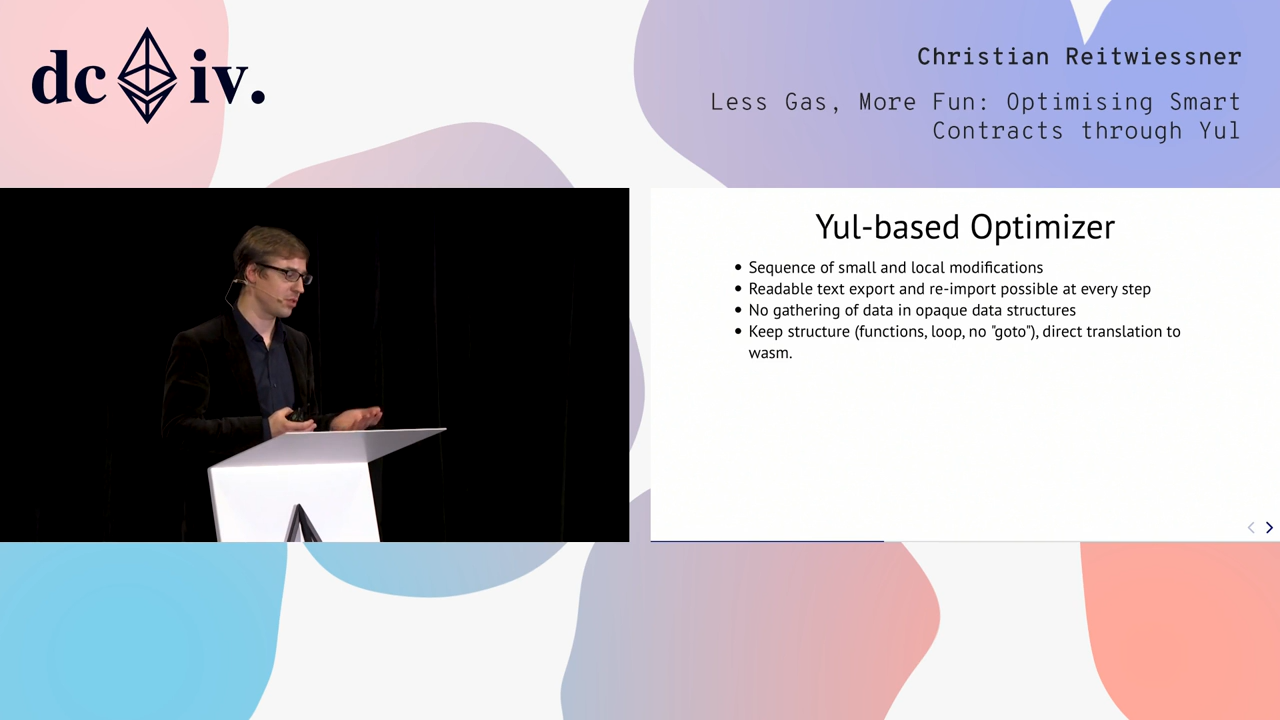 dc iv.
Christian Reitwiessner
Less Gas, More Fun: Optimising Smart
Contracts through Yul
Yul-based Optimizer
Sequence of small and local modifications
Readable text export and re-import possible at every step
No gathering of data in opaque data structures
Keep structure (functions, loop, no "goto"), direct translation to
wasm.